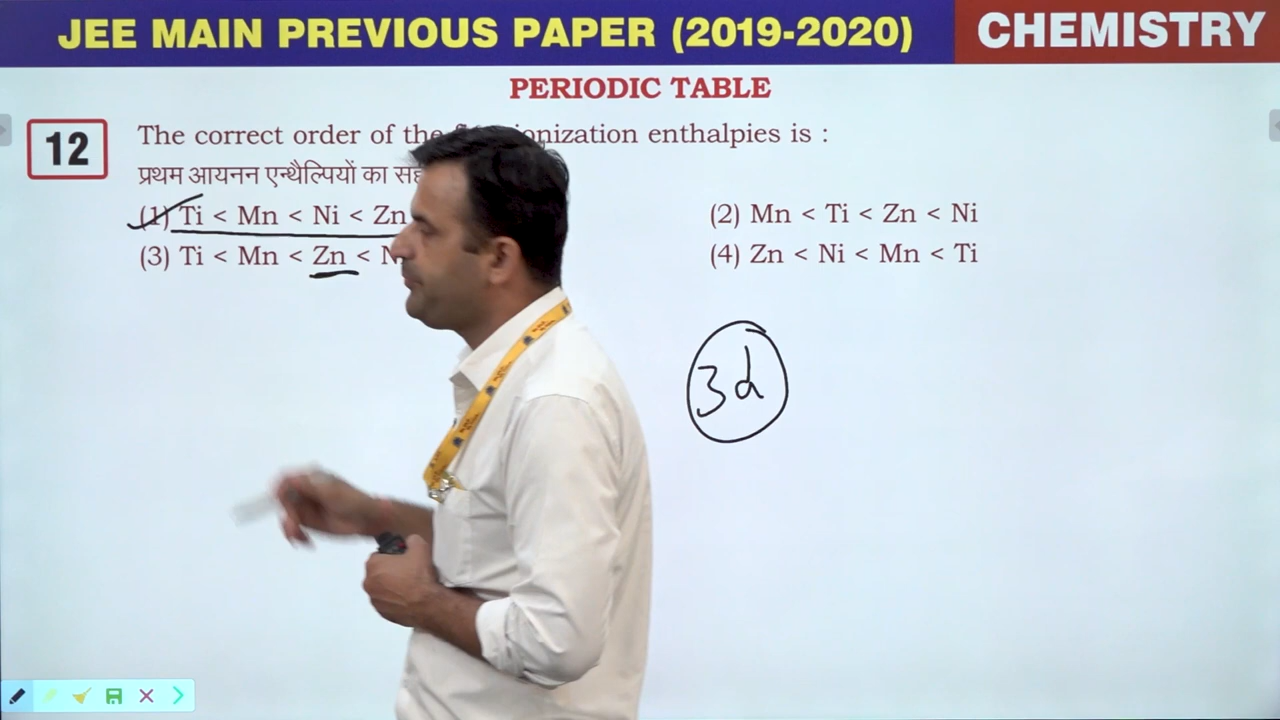 JEE MAIN PREVIOUS PAPER (2019-2020) CHEMISTRY
PERIODIC TABLE
12 The correct order of the ionization enthalpies is :
प्रथम आयनन एन्थैल्पियों का
(1) Ti < Mn < Ni < Zn (2) Mn < Ti < Zn < Ni
(3) Ti < Mn < Zn < (4) Zn < Ni < Mn < Ti
3d